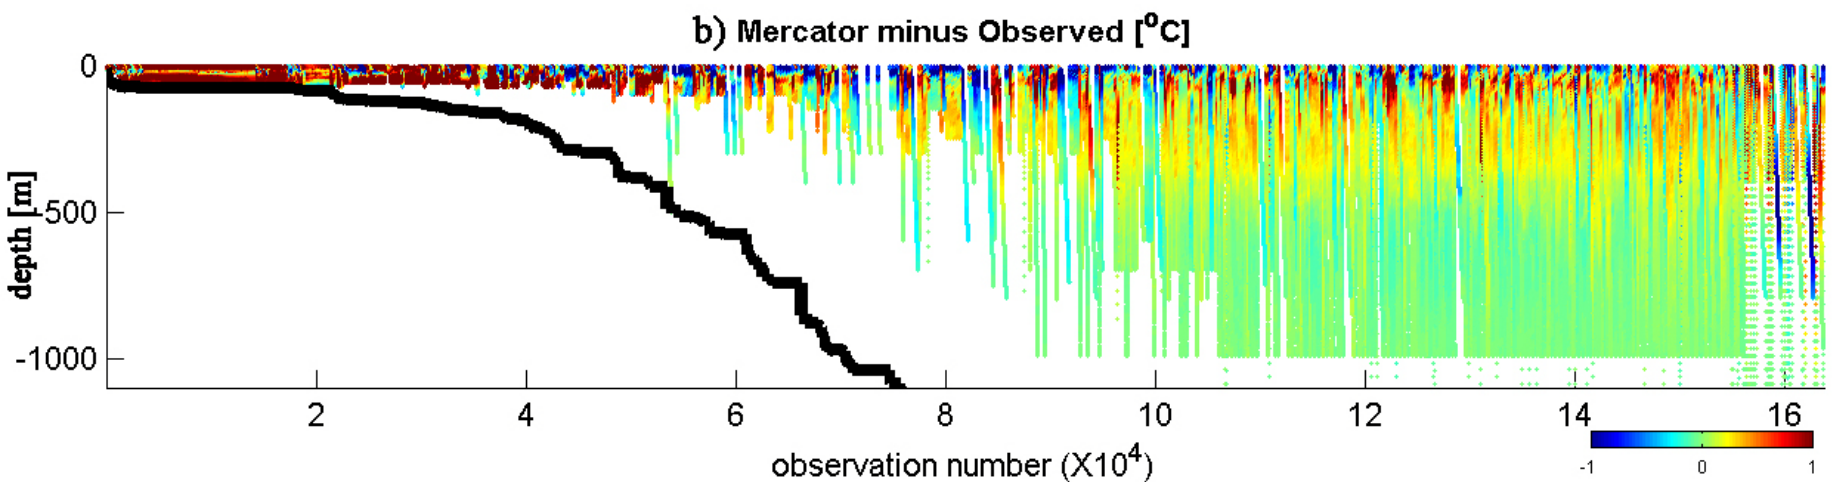 b) Mercator minus Observed [°C]
0
-500
-1000
depth [m]
2 4 6 8 10 12 14 16
observation number (X10⁴)
-1 0 1